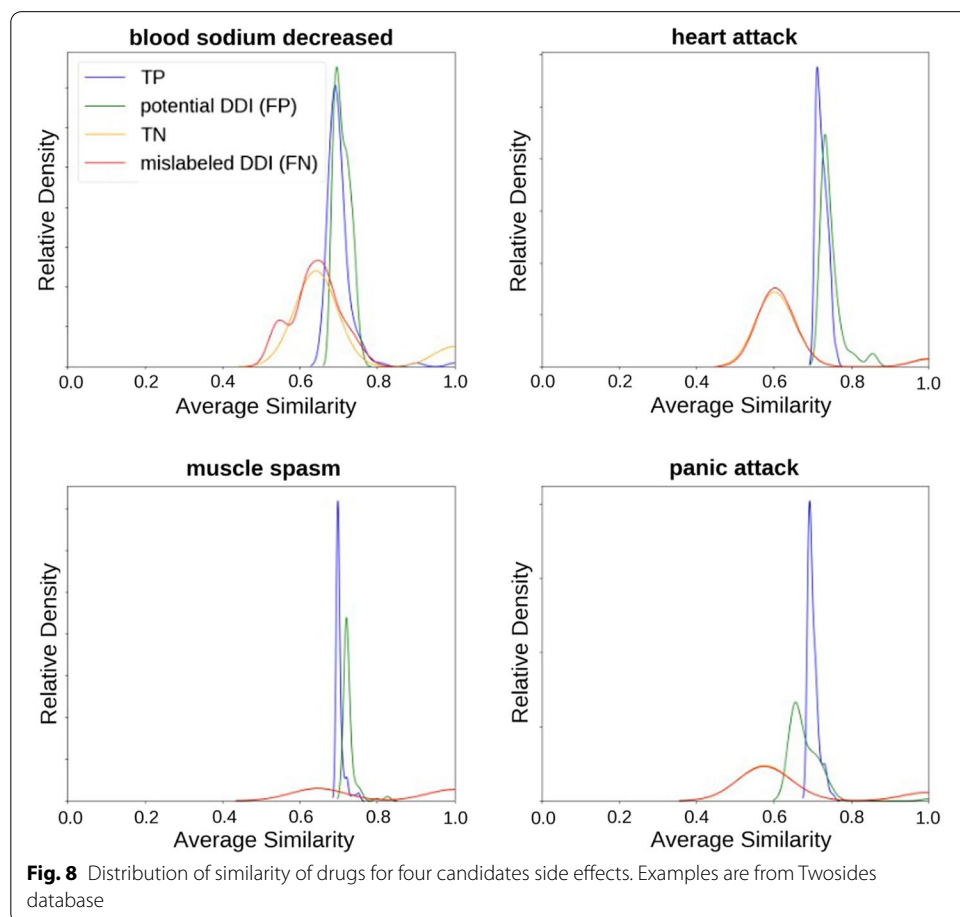 blood sodium decreased
TP
potential DDI (FP)
TN
mislabeled DDI (FN)
Relative Density
0.0 0.2 0.4 0.6 0.8 1.0
Average Similarity
heart attack
Relative Density
0.0 0.2 0.4 0.6 0.8 1.0
Average Similarity
muscle spasm
Relative Density
0.0 0.2 0.4 0.6 0.8 1.0
Average Similarity
panic attack
Relative Density
0.0 0.2 0.4 0.6 0.8 1.0
Average Similarity
Fig. 8 Distribution of similarity of drugs for four candidates side effects. Examples are from Twosides
database